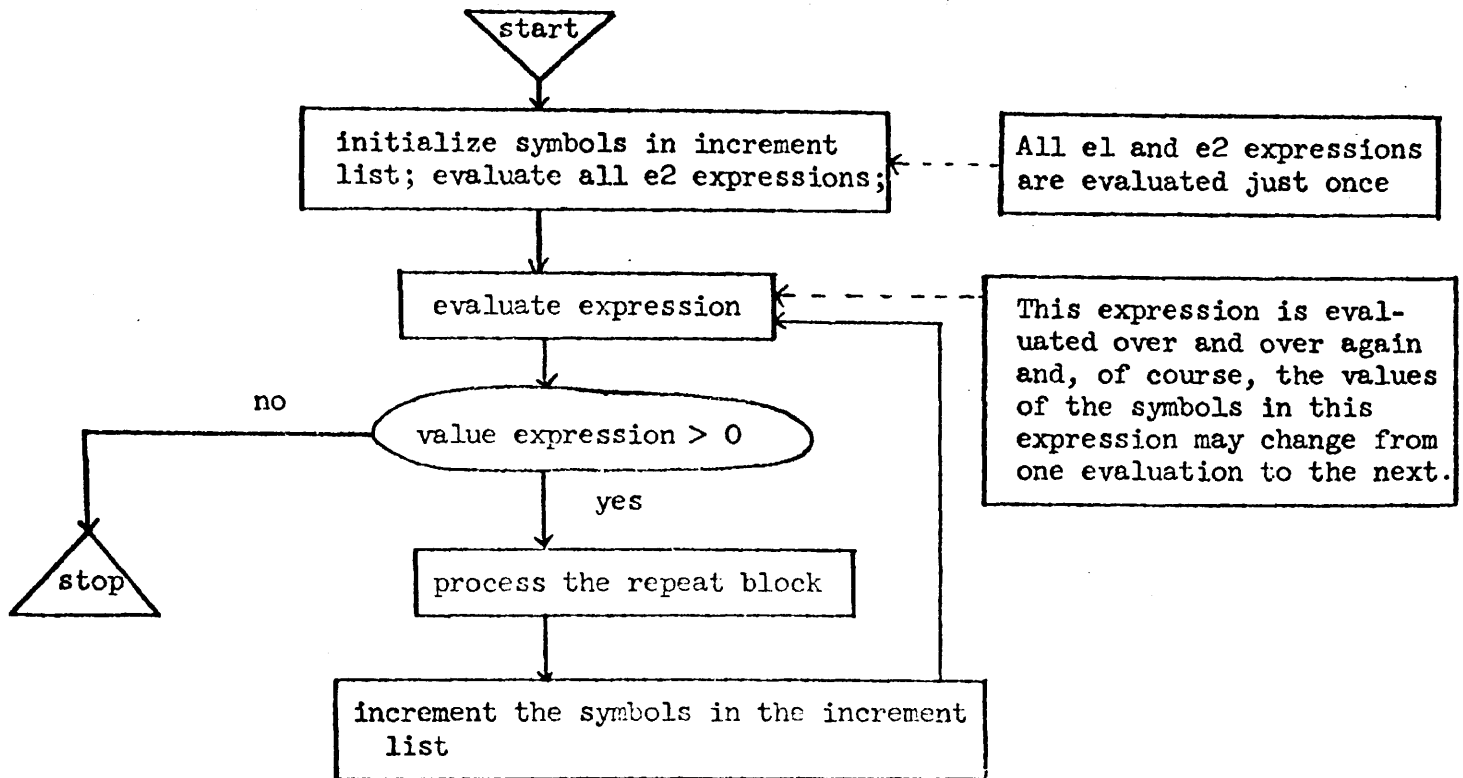 start
initialize symbols in increment
list; evaluate all e2 expressions;
All e1 and e2 expressions
are evaluated just once
evaluate expression
This expression is eval-
uated over and over again
and, of course, the values
of the symbols in this
expression may change from
one evaluation to the next.
no
value expression > 0
yes
stop
process the repeat block
increment the symbols in the increment
list